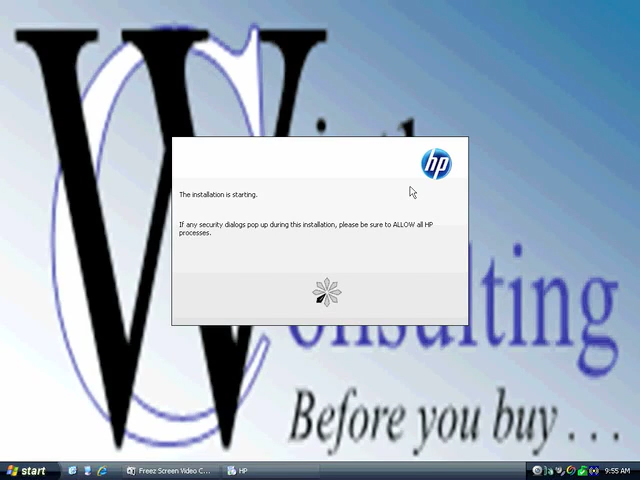 WC
hp
The installation is starting.
If any security dialogs pop up during this installation, please be sure to ALLOW all HP
processes.
onsulting
Before you buy . . .
start
Freez Screen Video C...
HP
9:55 AM